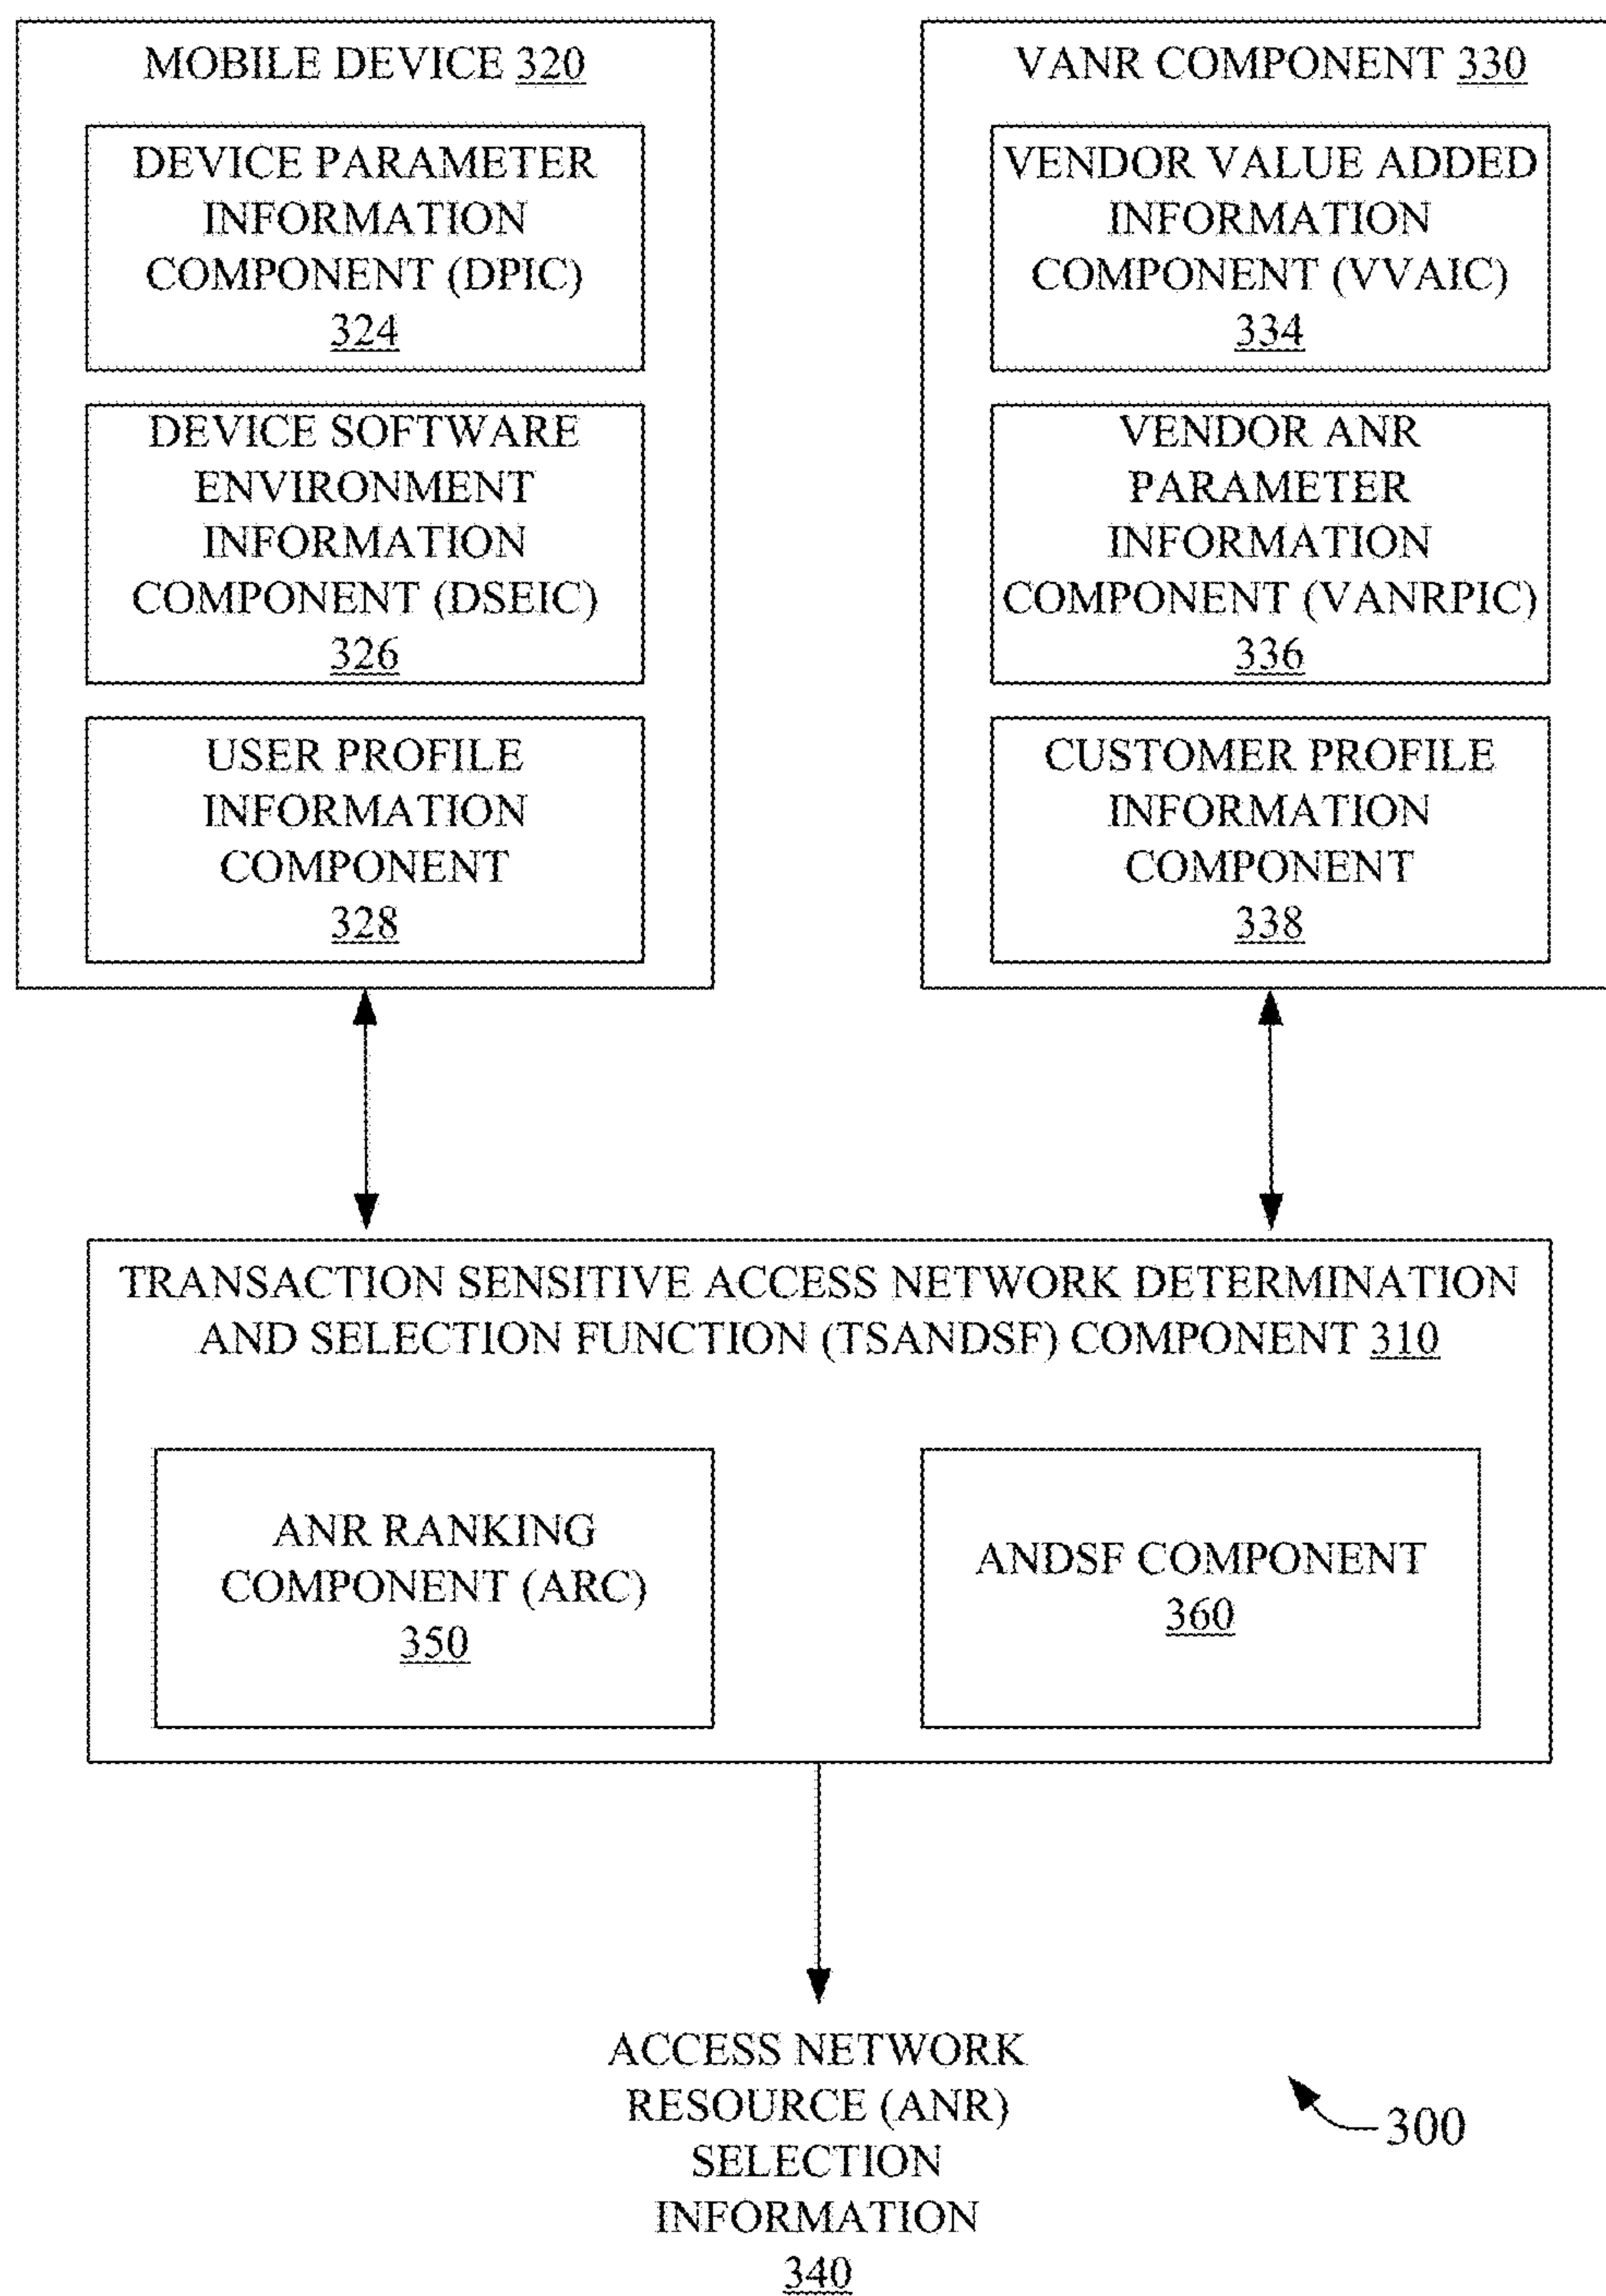 MOBILE DEVICE 320
DEVICE PARAMETER
INFORMATION
COMPONENT (DPIC)
324
DEVICE SOFTWARE
ENVIRONMENT
INFORMATION
COMPONENT (DSEIC)
326
USER PROFILE
INFORMATION
COMPONENT
328
VANR COMPONENT 330
VENDOR VALUE ADDED
INFORMATION
COMPONENT (VVAIC)
334
VENDOR ANR
PARAMETER
INFORMATION
COMPONENT (VANRPIC)
336
CUSTOMER PROFILE
INFORMATION
COMPONENT
338
TRANSACTION SENSITIVE ACCESS NETWORK DETERMINATION
AND SELECTION FUNCTION (TSANDSF) COMPONENT 310
ANR RANKING
COMPONENT (ARC)
350
ANDSF COMPONENT
360
ACCESS NETWORK
RESOURCE (ANR)
SELECTION
INFORMATION
340
300